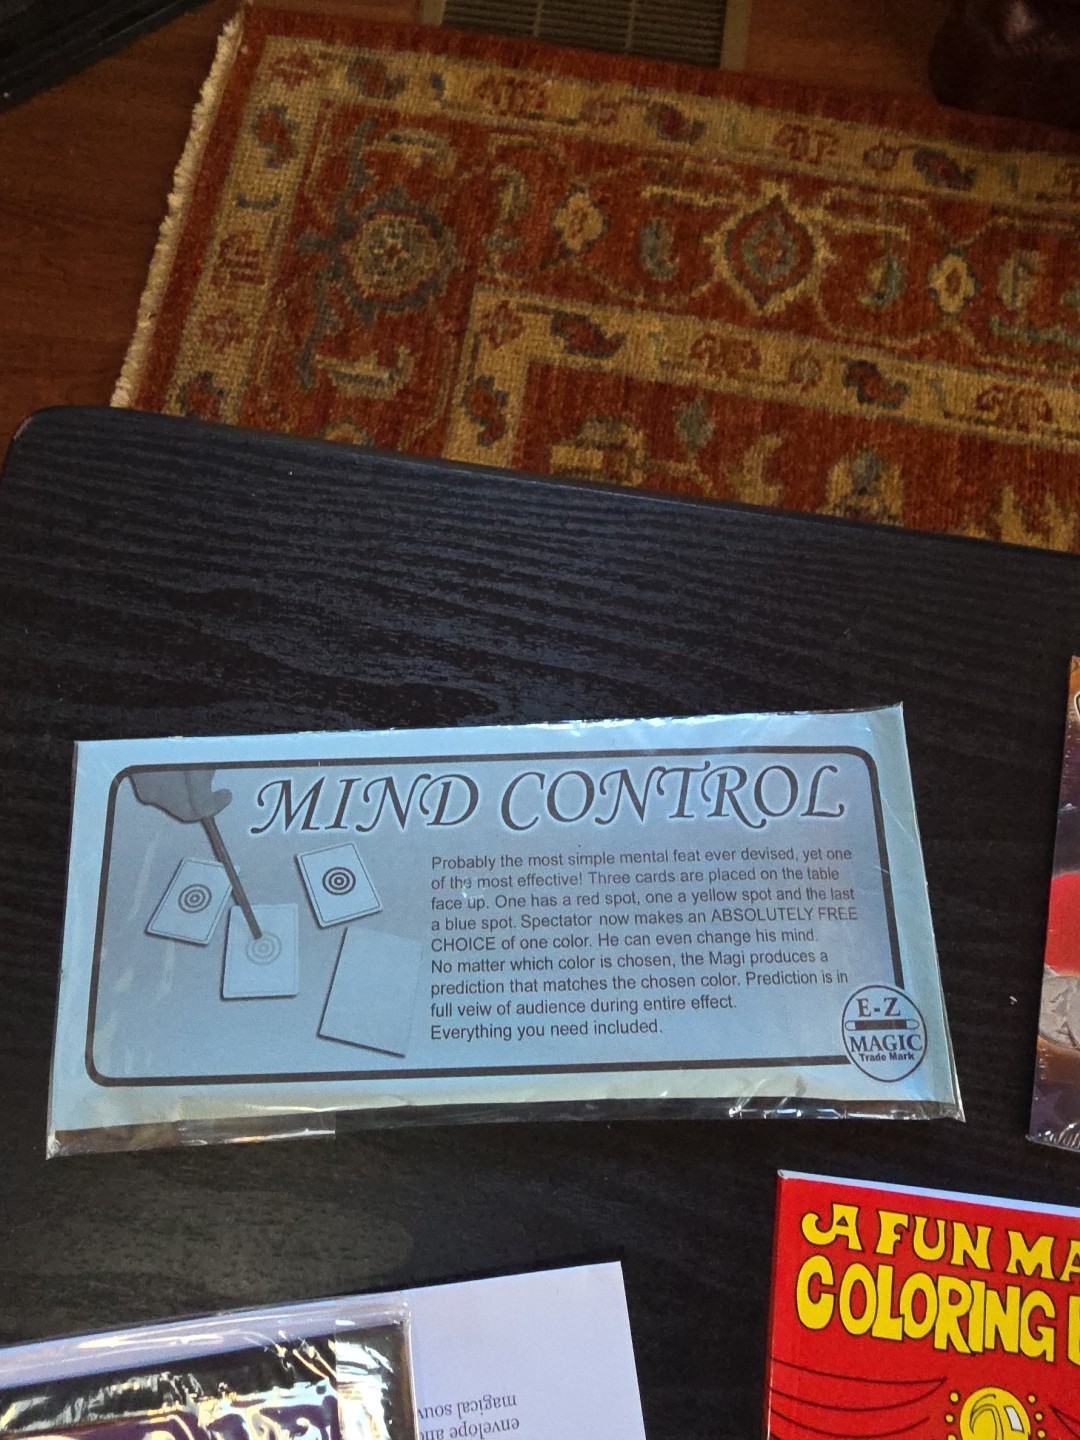 MIND CONTROL
Probably the most simple mental feat ever devised, yet one
of the most effective! Three cards are placed on the table
face up. One has a red spot, one a yellow spot and the last
a blue spot. Spectator now makes an ABSOLUTELY FREE
CHOICE of one color. He can even change his mind.
No matter which color is chosen, the Magi produces a
prediction that matches the chosen color. Prediction is in
full veiw of audience during entire effect.
Everything you need included.
E-Z
MAGIC
Trade Mark
A FUN MA
COLORING
envelope and
magical souv